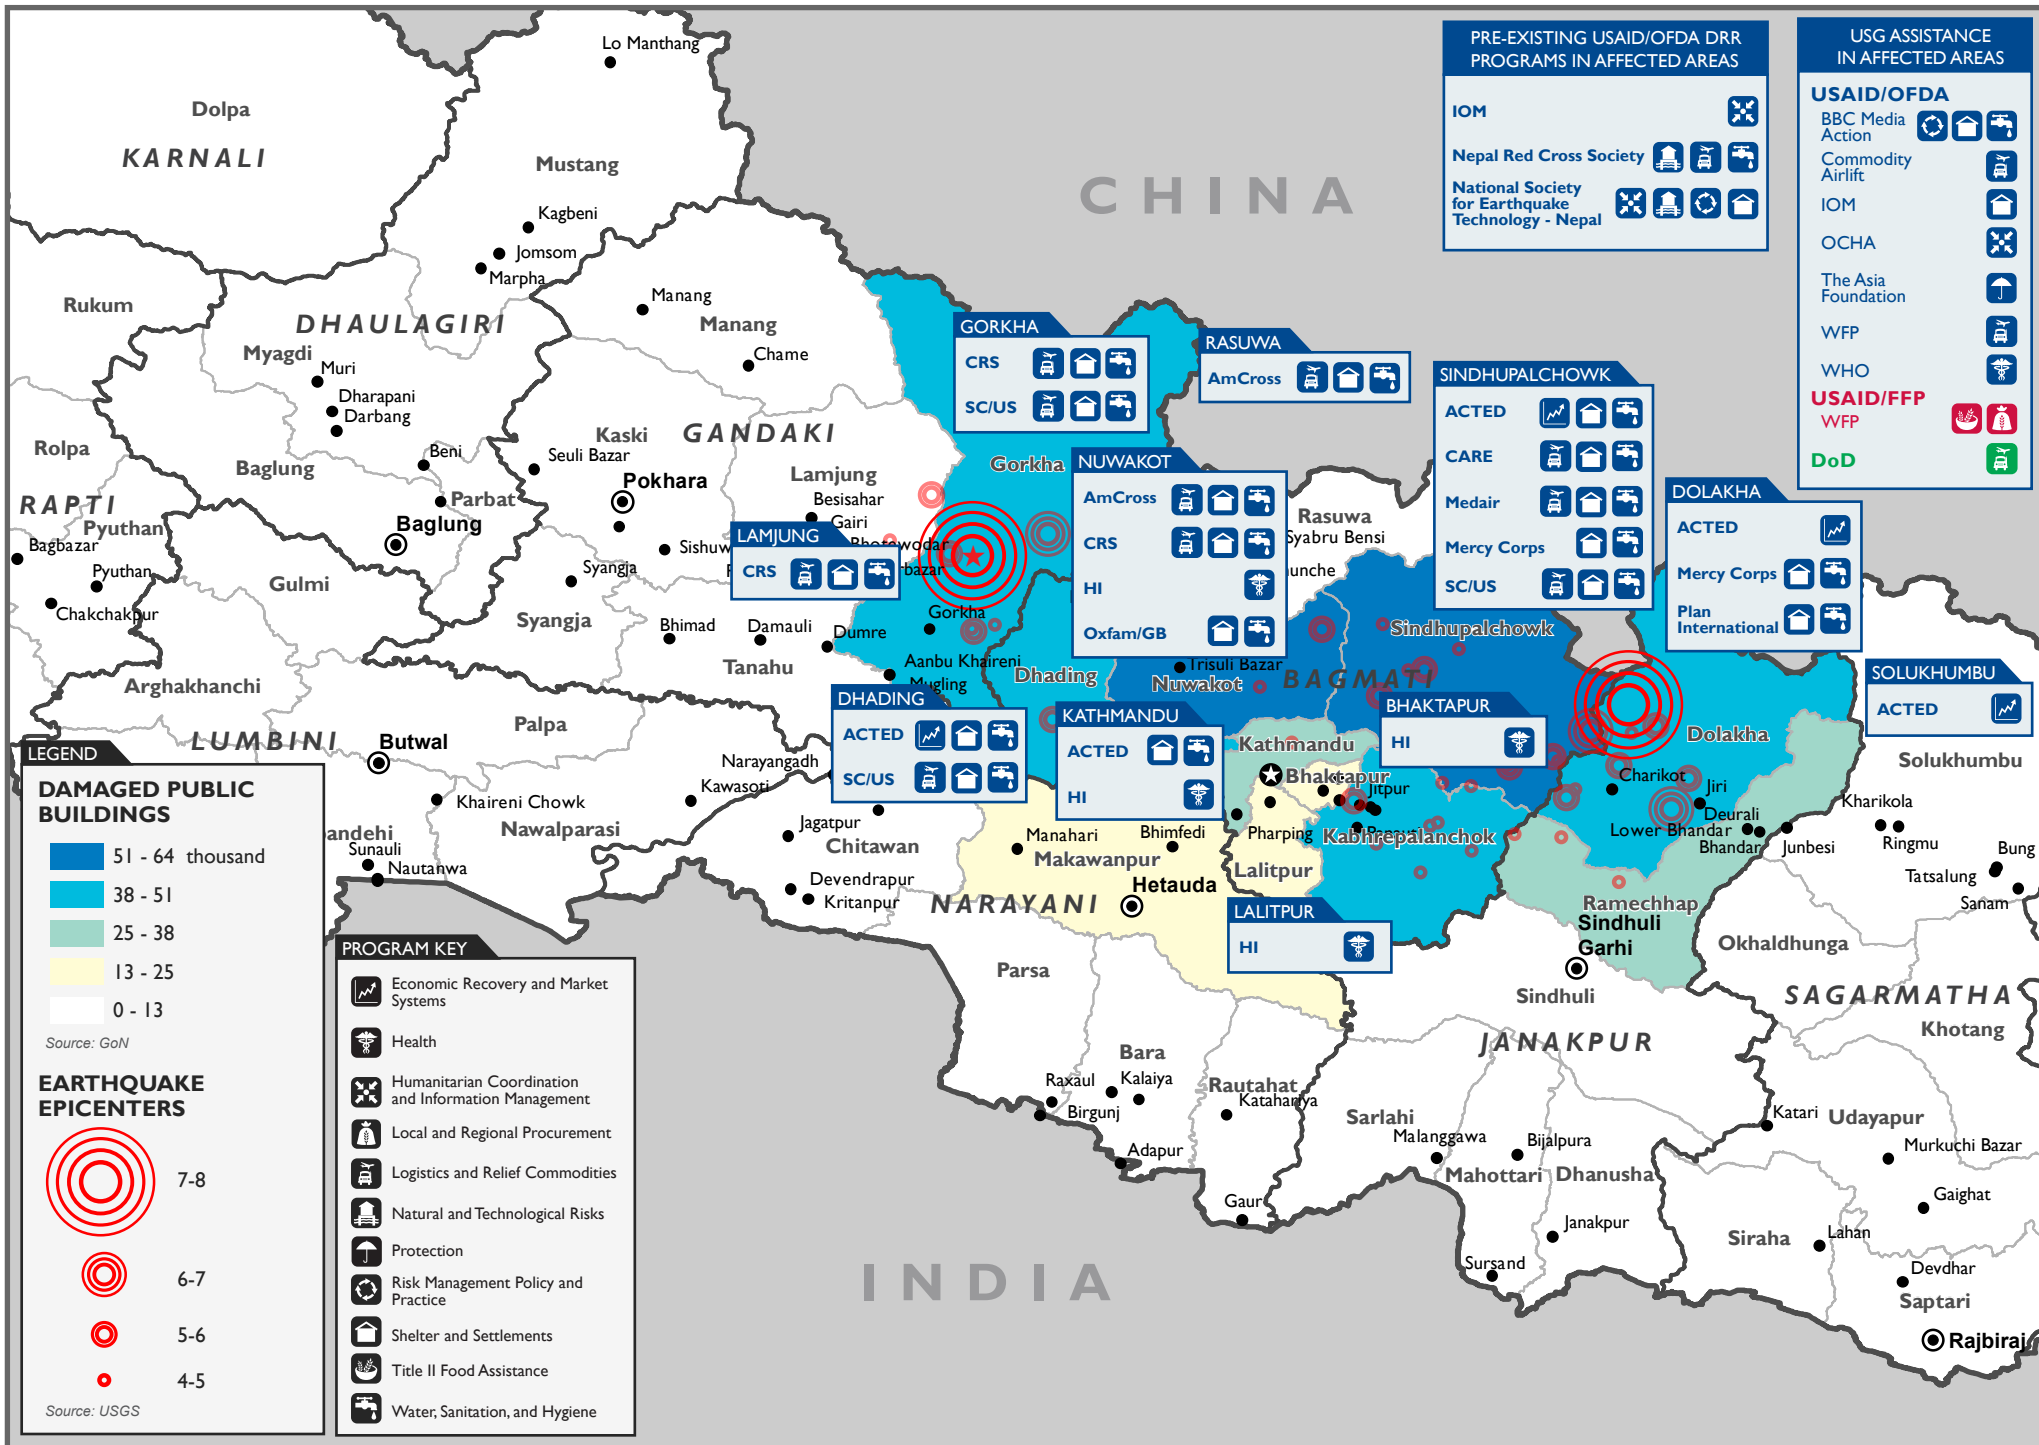 Lo Manthang
Dolpa
KARNALI
Mustang
CHINA
Kagbeni
Jomsom
Marpha
Rukum
Manang
Manang
DHAULAGIRI
Myagdi
Muri
Chame
Dharapani
Darbang
Kaski
GANDAKI
Rolpa
Beni
Seuli Bazar
Baglung
Lamjung
Gorkha
Parbat
Pokhara
Besisahar
RAPTI
Pyuthan
Baglung
Gairi
Rasuwa
Bagbazar
Syabru Bensi
Pyuthan
Gulmi
Syangja
Chakchakpur
Syangja
Bhimad
Damauli
Dumre
Gorkha
Tanahu
Aanbu Khaireni
Mugling
Dhading
Trisuli Bazar
Nuwakot
BAGMATI
Sindhupalchowk
Arghakhanchi
Palpa
LUMBINI
Butwal
Narayangadh
Kathmandu
Bhaktapur
Dolakha
Solukhumbu
Khaireni Chowk
Kawasoti
Nawalparasi
Jagatpur
Chitawan
Manahari
Bhimfedi
Makawanpur
Pharping
Jitpur
Kabhrepalanchok
Charikot
Jiri
Deurali
Lower Bhandar
Bhandar
Junbesi
Kharikola
Ringmu
Bung
Tatsalung
Sanam
Sunauli
Nautanwa
Devendrapur
Kritanpur
NARAYANI
Hetauda
Lalitpur
Ramechhap
Sindhuli
Garhi
Okhaldhunga
Parsa
Sindhuli
SAGARMATHA
Khotang
JANAKPUR
Bara
Raxaul
Kalaiya
Birgunj
Rautahat
Katahariya
Sarlahi
Malanggawa
Bijalpura
Mahottari
Dhanusha
Katari
Udayapur
Murkuchi Bazar
Adapur
Gaur
Janakpur
Gaighat
Siraha
Lahan
INDIA
Sursand
Devdhar
Saptari
Rajbiraj
PRE-EXISTING USAID/OFDA DRR
PROGRAMS IN AFFECTED AREAS
IOM
Nepal Red Cross Society
National Society
for Earthquake
Technology - Nepal
USG ASSISTANCE
IN AFFECTED AREAS
USAID/OFDA
BBC Media
Action
Commodity
Airlift
IOM
OCHA
The Asia
Foundation
WFP
WHO
USAID/FFP
WFP
DoD
GORKHA
CRS
SC/US
RASUWA
AmCross
SINDHUPALCHOWK
ACTED
CARE
Medair
Mercy Corps
SC/US
NUWAKOT
AmCross
CRS
HI
Oxfam/GB
DOLAKHA
ACTED
Mercy Corps
Plan
International
LAMJUNG
CRS
SOLUKHUMBU
ACTED
DHADING
ACTED
SC/US
KATHMANDU
ACTED
HI
BHAKTAPUR
HI
LALITPUR
HI
LEGEND
DAMAGED PUBLIC
BUILDINGS
51 - 64 thousand
38 - 51
25 - 38
13 - 25
0 - 13
Source: GoN
EARTHQUAKE
EPICENTERS
7-8
6-7
5-6
4-5
Source: USGS
PROGRAM KEY
Economic Recovery and Market
Systems
Health
Humanitarian Coordination
and Information Management
Local and Regional Procurement
Logistics and Relief Commodities
Natural and Technological Risks
Protection
Risk Management Policy and
Practice
Shelter and Settlements
Title II Food Assistance
Water, Sanitation, and Hygiene